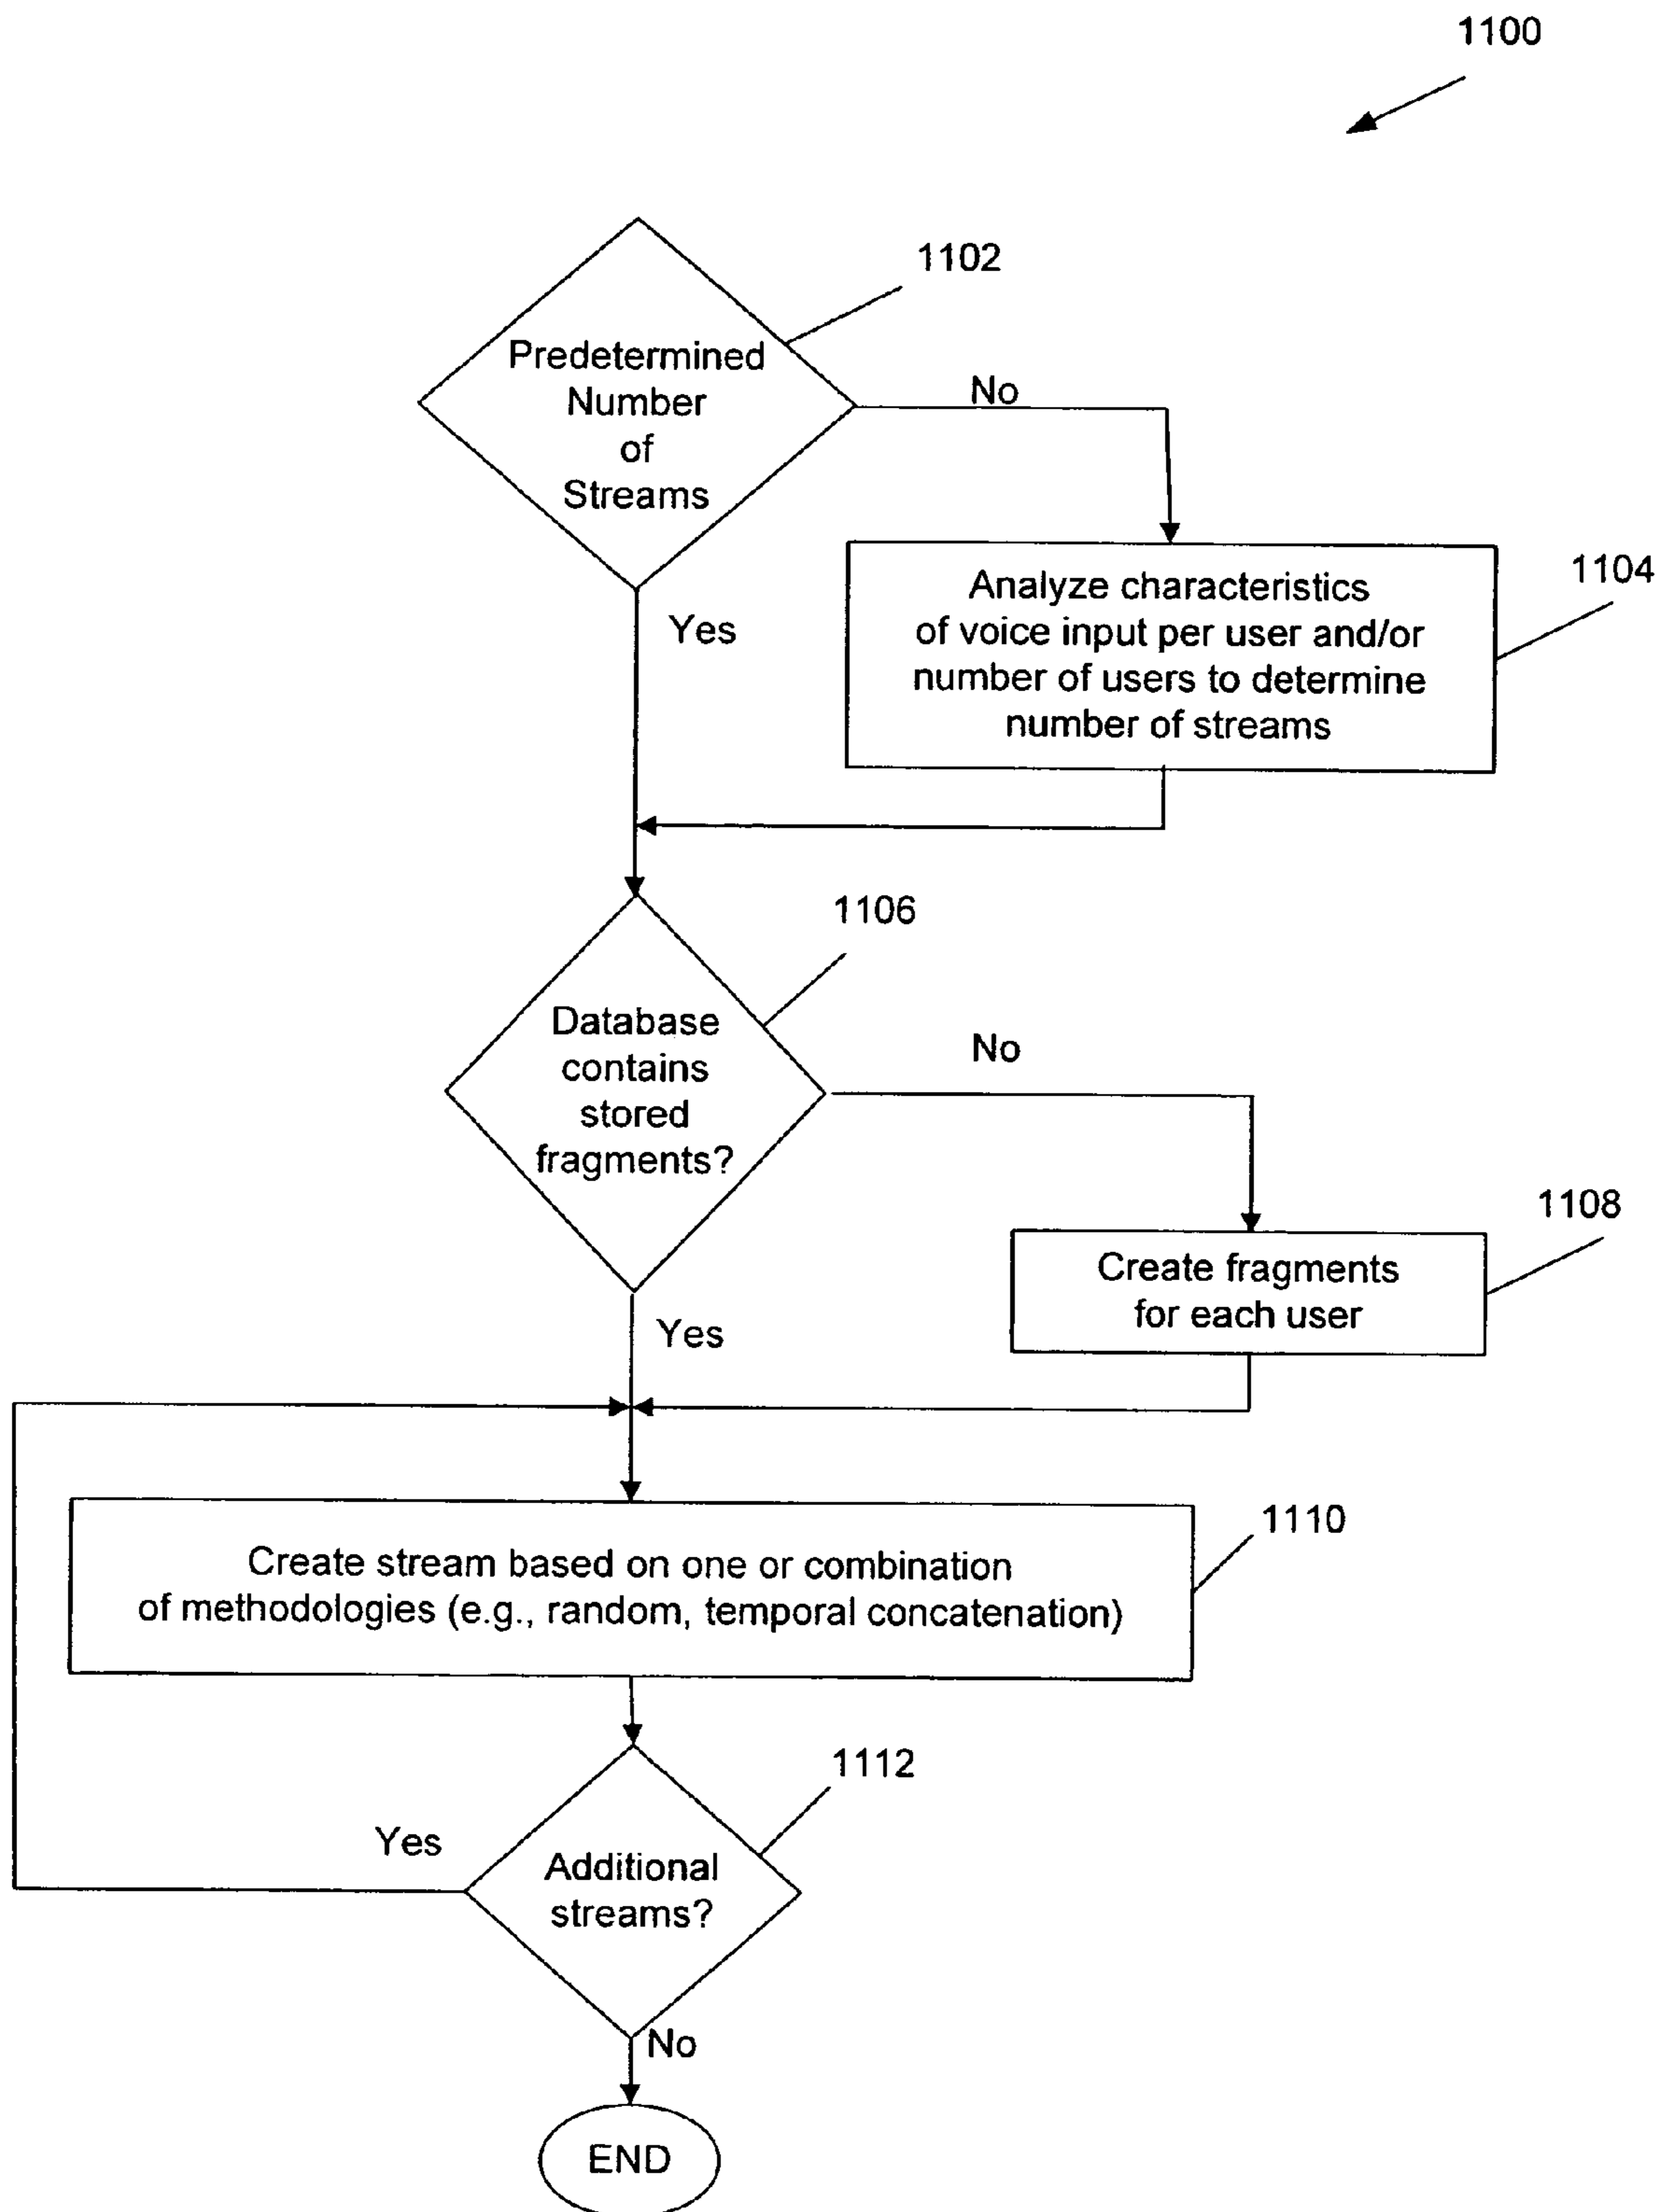 1100
1102
Predetermined
Number
of
Streams
No
Yes
1104
Analyze characteristics
of voice input per user and/or
number of users to determine
number of streams
1106
Database
contains
stored
fragments?
No
Yes
1108
Create fragments
for each user
1110
Create stream based on one or combination
of methodologies (e.g., random, temporal concatenation)
1112
Yes
Additional
streams?
No
END